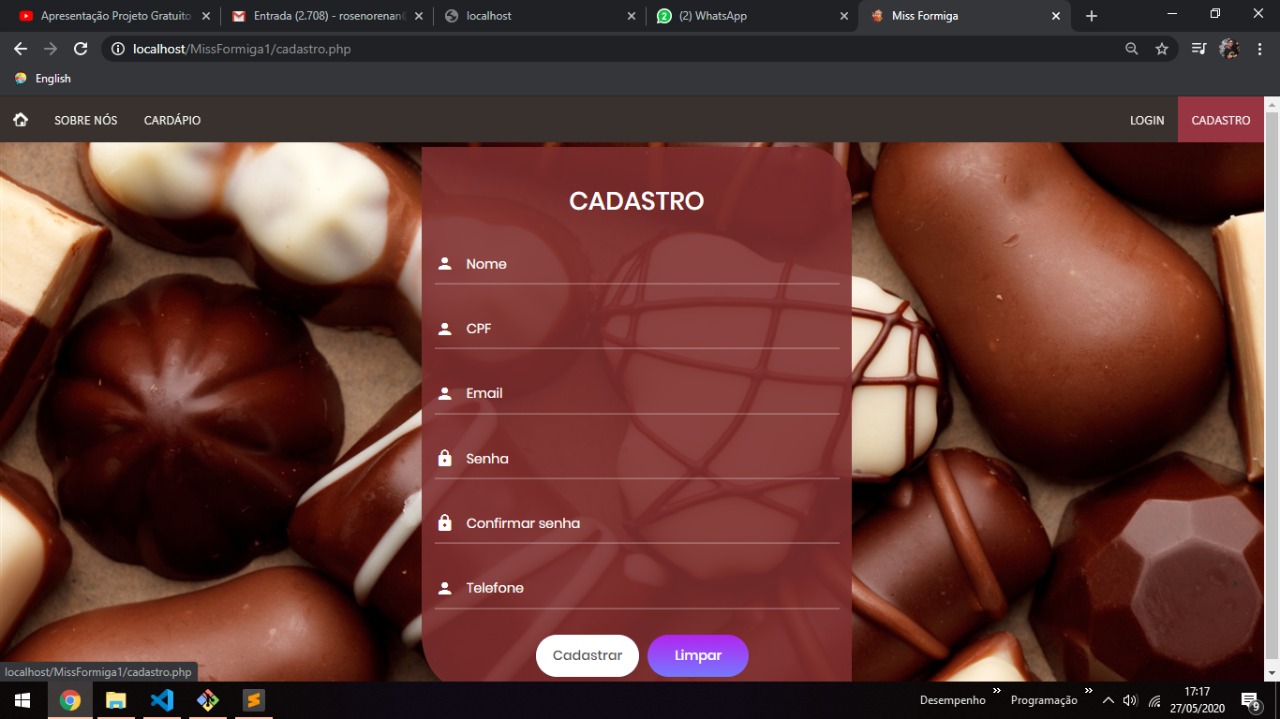 Apresentação Projeto Gratuito
Entrada (2.708) - rosenorenan
localhost
2 (2) WhatsApp
Miss Formiga
localhost/MissFormiga1/cadastro.php
English
SOBRE NÓS
CARDÁPIO
LOGIN
CADASTRO
CADASTRO
Nome
CPF
Email
Senha
Confirmar senha
Telefone
Cadastrar
Limpar
localhost/MissFormiga1/cadastro.php
Desempenho
Programação
17:17
27/05/2020
9